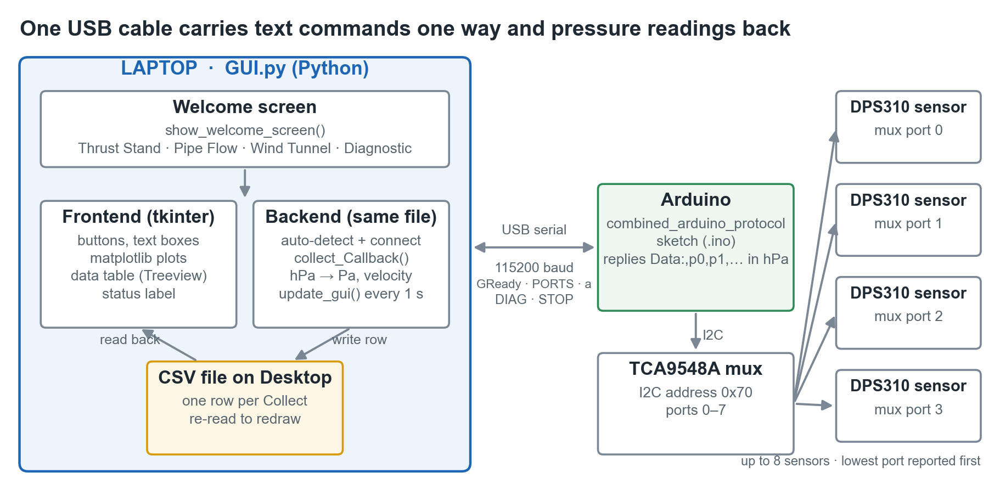 One USB cable carries text commands one way and pressure readings back
LAPTOP · GUI.py (Python)
Welcome screen
show_welcome_screen()
Thrust Stand · Pipe Flow · Wind Tunnel · Diagnostic
Frontend (tkinter)
buttons, text boxes
matplotlib plots
data table (Treeview)
status label
Backend (same file)
auto-detect + connect
collect_Callback()
hPa → Pa, velocity
update_gui() every 1 s
read back
write row
CSV file on Desktop
one row per Collect
re-read to redraw
USB serial
115200 baud
GReady · PORTS · a
DIAG · STOP
Arduino
combined_arduino_protocol
sketch (.ino)
replies Data:,p0,p1,… in hPa
I2C
TCA9548A mux
I2C address 0x70
ports 0–7
DPS310 sensor
mux port 0
DPS310 sensor
mux port 1
DPS310 sensor
mux port 2
DPS310 sensor
mux port 3
up to 8 sensors · lowest port reported first